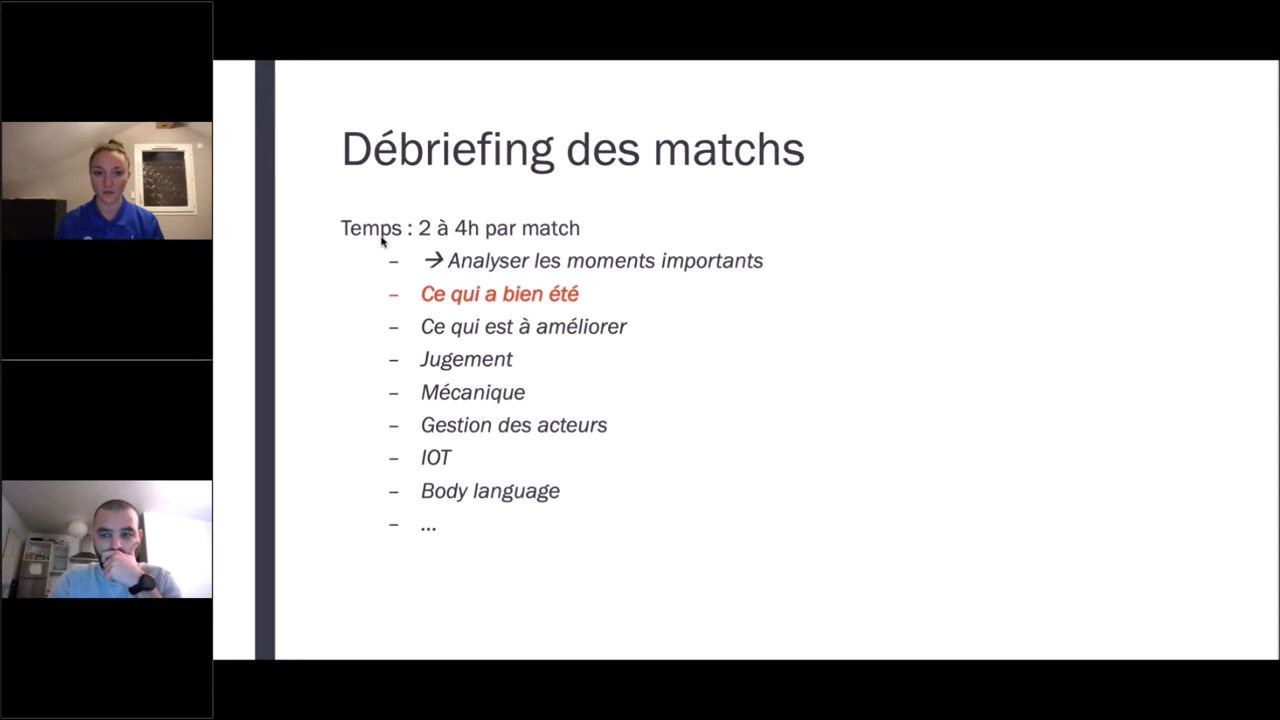 Débriefing des matchs
Temps : 2 à 4h par match
– → Analyser les moments importants
– Ce qui a bien été
– Ce qui est à améliorer
– Jugement
– Mécanique
– Gestion des acteurs
– IOT
– Body language
– ...